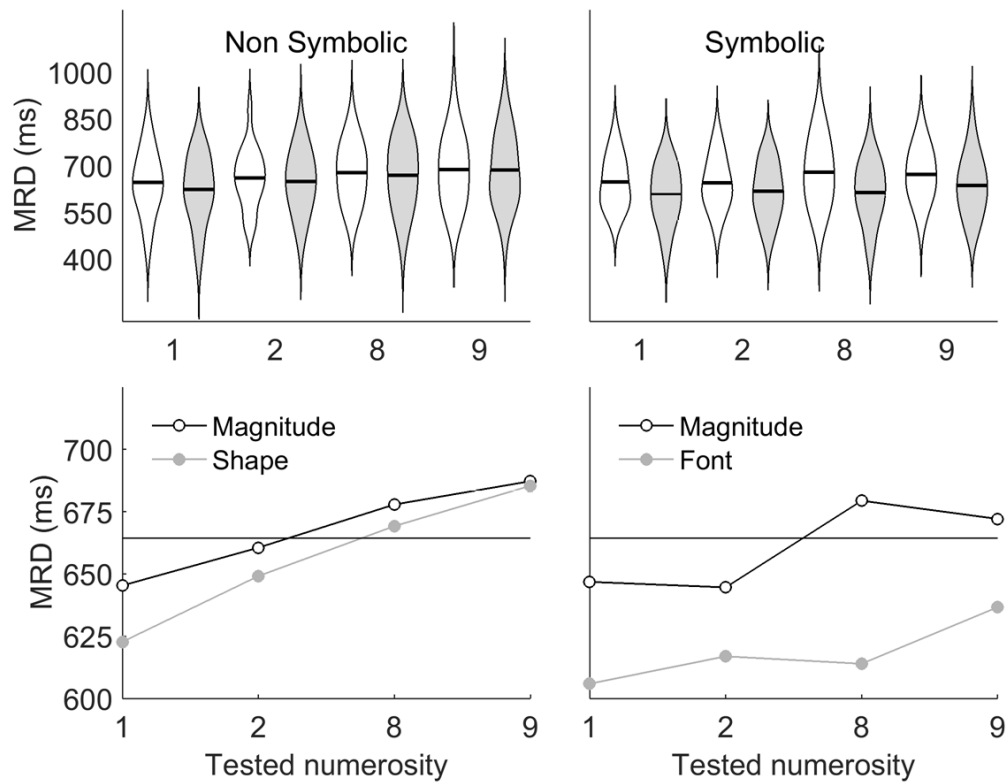 Non Symbolic
Symbolic
MRD (ms)
1000
850
700
550
400
1 2 8 9
1 2 8 9
Magnitude
Shape
Magnitude
Font
MRD (ms)
700
675
650
625
600
1 2 8 9
Tested numerosity
1 2 8 9
Tested numerosity